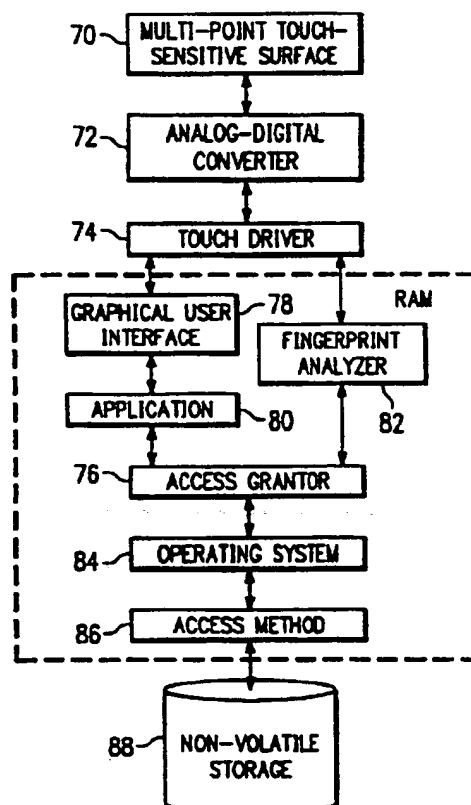 70
MULTI-POINT TOUCH-
SENSITIVE SURFACE
72
ANALOG-DIGITAL
CONVERTER
74
TOUCH DRIVER
RAM
GRAPHICAL USER
INTERFACE
78
FINGERPRINT
ANALYZER
82
APPLICATION
80
76
ACCESS GRANTOR
84
OPERATING SYSTEM
86
ACCESS METHOD
88
NON-VOLATILE
STORAGE